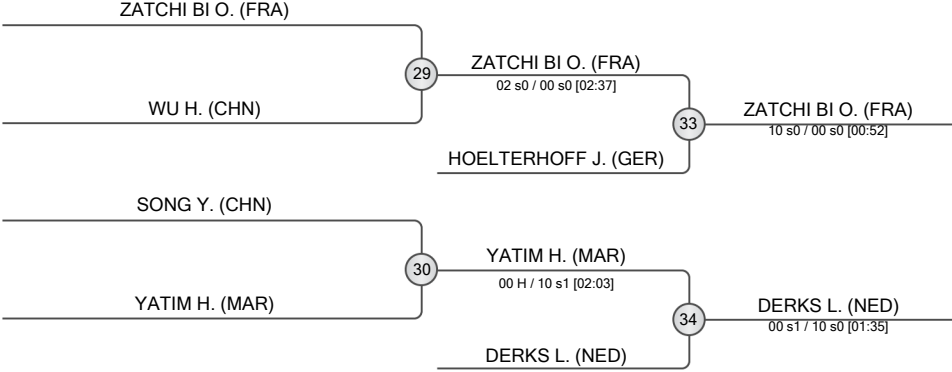 ZATCHI BI O. (FRA)
29
WU H. (CHN)
ZATCHI BI O. (FRA)
02 s0 / 00 s0 [02:37]
33
HOELTERHOFF J. (GER)
ZATCHI BI O. (FRA)
10 s0 / 00 s0 [00:52]
SONG Y. (CHN)
30
YATIM H. (MAR)
YATIM H. (MAR)
00 H / 10 s1 [02:03]
34
DERKS L. (NED)
DERKS L. (NED)
00 s1 / 10 s0 [01:35]